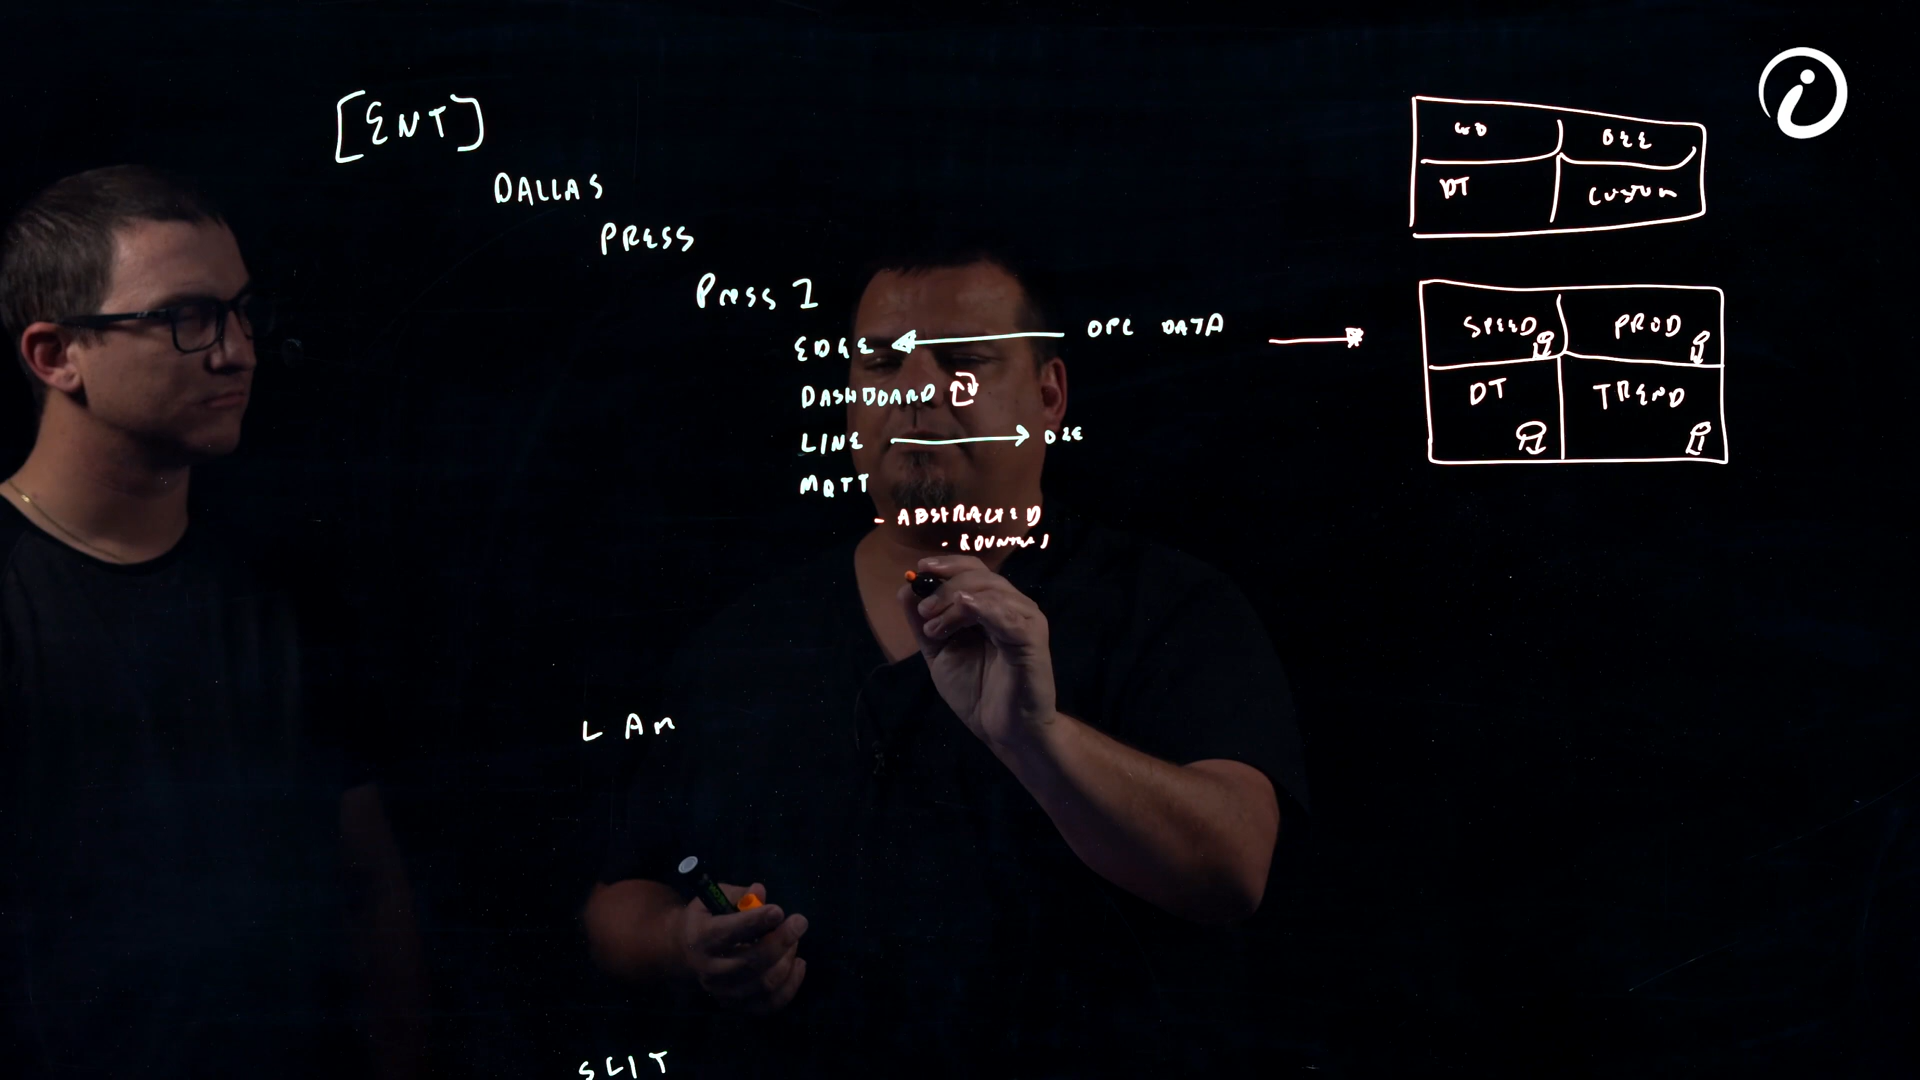 [ENT]
DALLAS
PRESS
PRESS 1
EDGE
OPC DATA
DASHBOARD
LINE
OEE
MQTT
- ABSTRACTED
LAM
SLIT
WO
OEE
DT
CUSTOM
SPEED
PROD
DT
TREND